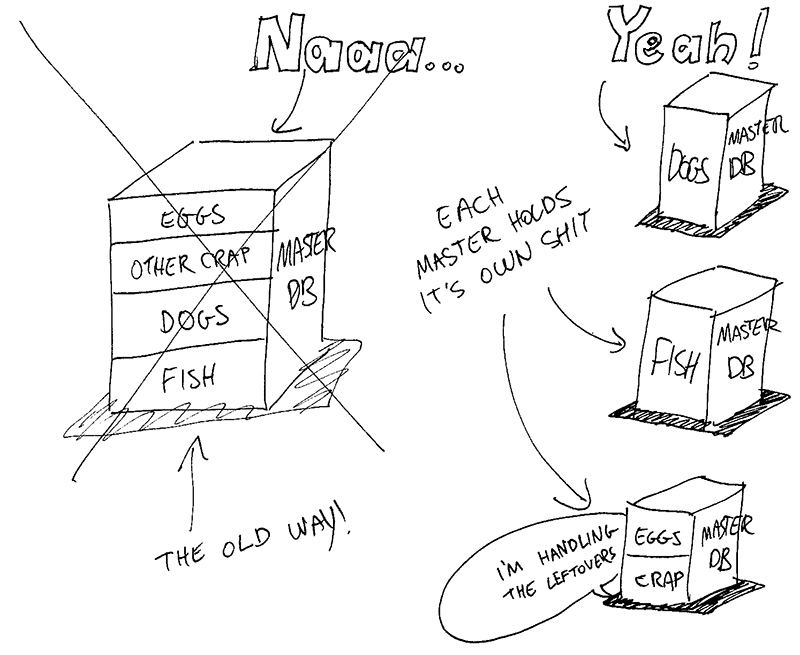 Naaa...
EGGS
OTHER CRAP
DOGS
FISH
MASTER
DB
THE OLD WAY!
Yeah!
DOGS
MASTER
DB
EACH
MASTER HOLDS
IT'S OWN SHIT
FISH
MASTER
DB
I'M HANDLING
THE LEFTOVERS
EGGS
CRAP
MASTER
DB